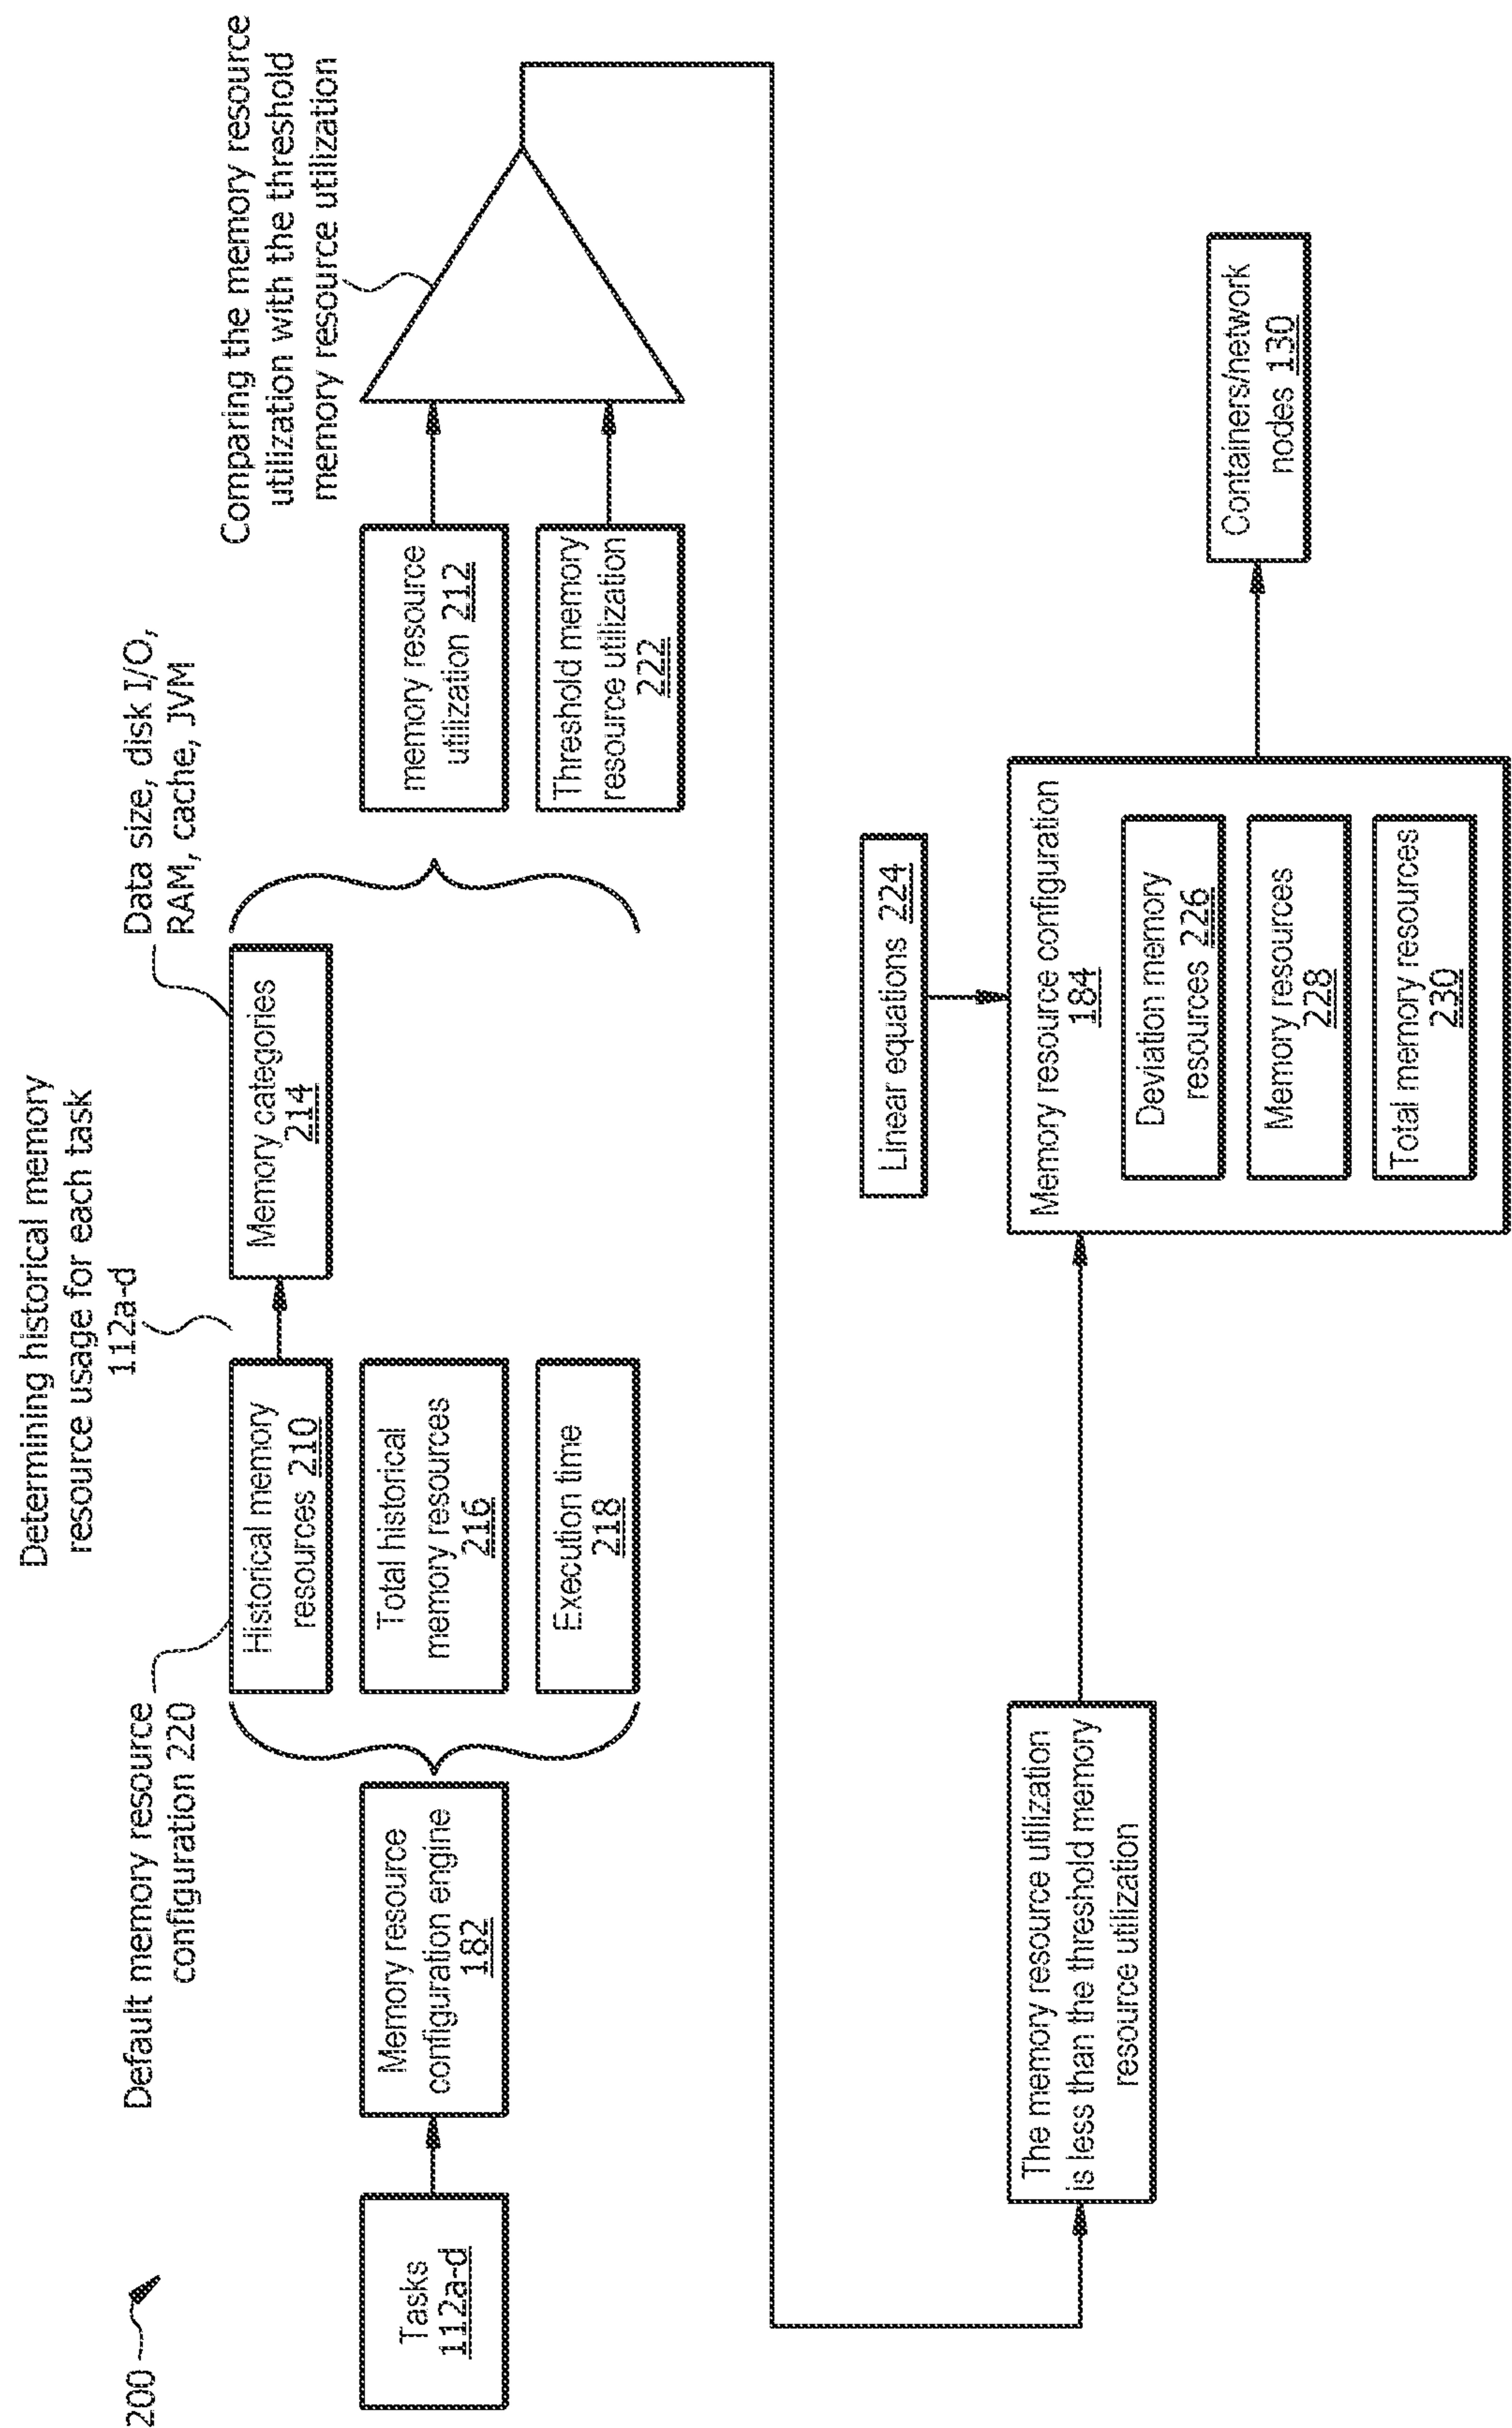 200
Tasks
112a-d
Memory resource
configuration engine
182
Default memory resource
configuration 220
Determining historical memory
resource usage for each task
112a-d
Historical memory
resources 210
Total historical
memory resources
216
Execution time
218
Memory categories
214
Data size, disk I/O,
RAM, cache, JVM
memory resource
utilization 212
Threshold memory
resource utilization
222
Comparing the memory resource
utilization with the threshold
memory resource utilization
The memory resource utilization
is less than the threshold memory
resource utilization
Linear equations 224
Memory resource configuration
184
Deviation memory
resources 226
Memory resources
228
Total memory resources
230
Containers/network
nodes 130